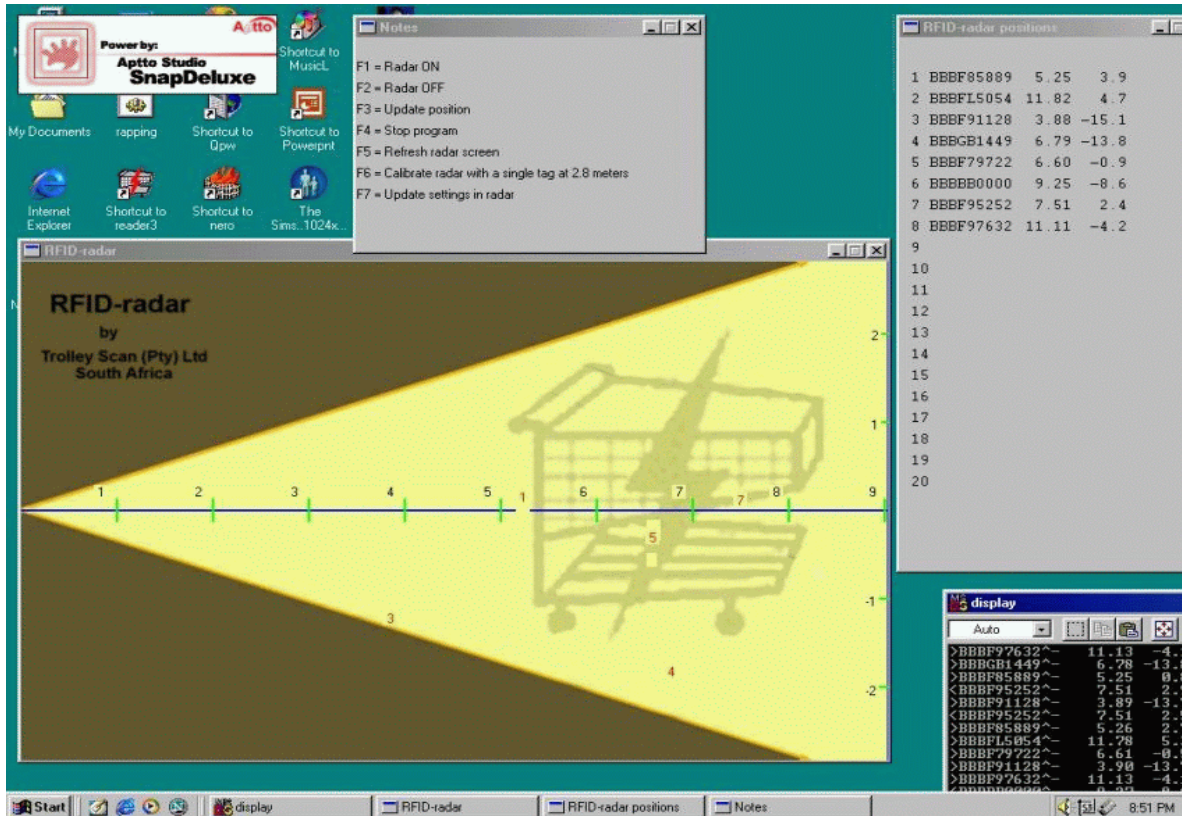 Aptto
Power by:
Aptto Studio
SnapDeluxe
My Documents
rapping
Shortcut to
Qpw
Shortcut to
MusicL
Shortcut to
Powerpnt
Internet
Explorer
Shortcut to
reader3
Shortcut to
nero
The
Sims..1024x...
Notes
F1 = Radar ON
F2 = Radar OFF
F3 = Update position
F4 = Stop program
F5 = Refresh radar screen
F6 = Calibrate radar with a single tag at 2.8 meters
F7 = Update settings in radar
RFID-radar positions
1 BBBF85889 5.25 3.9
2 BBBFL5054 11.82 4.7
3 BBBF91128 3.88 -15.1
4 BBBGB1449 6.79 -13.8
5 BBBF79722 6.60 -0.9
6 BBBBB0000 9.25 -8.6
7 BBBF95252 7.51 2.4
8 BBBF97632 11.11 -4.2
9
10
11
12
13
14
15
16
17
18
19
20
RFID-radar
RFID-radar
by
Trolley Scan (Pty) Ltd
South Africa
2
1
1 2 3 4 5 1 6 7 7 8 9
5
-1
3
4
-2
display
Auto
>BBBF97632^- 11.13
>BBBGB1449^- 6.78
>BBBF85889^- 5.25
<BBBF95252^- 7.51
>BBBF91128^- 3.89
<BBBF95252^- 7.51
>BBBF85889^- 5.26
>BBBFL5054^- 11.78
>BBBF79722^- 6.61
>BBBF91128^- 3.90
>BBBF97632^- 11.13
Start display RFID-radar RFID-radar positions Notes 8:51 PM